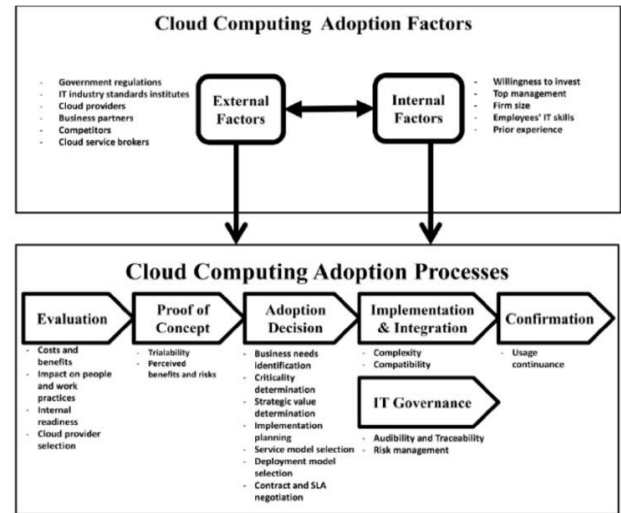 Cloud Computing Adoption Factors
- Government regulations
- IT industry standards institutes
- Cloud providers
- Business partners
- Competitors
- Cloud service brokers
External
Factors
Internal
Factors
- Willingness to invest
- Top management
- Firm size
- Employees' IT skills
- Prior experience
Cloud Computing Adoption Processes
Evaluation
- Costs and
benefits
- Impact on people
and work
practices
- Internal
readiness
- Cloud provider
selection
Proof of
Concept
- Trialability
- Perceived
benefits and risks
Adoption
Decision
- Business needs
identification
- Criticality
determination
- Strategic value
determination
- Implementation
planning
- Service model selection
- Deployment model
selection
- Contract and SLA
negotiation
Implementation
& Integration
- Complexity
- Compatibility
IT Governance
- Audibility and Traceability
- Risk management
Confirmation
- Usage
continuance